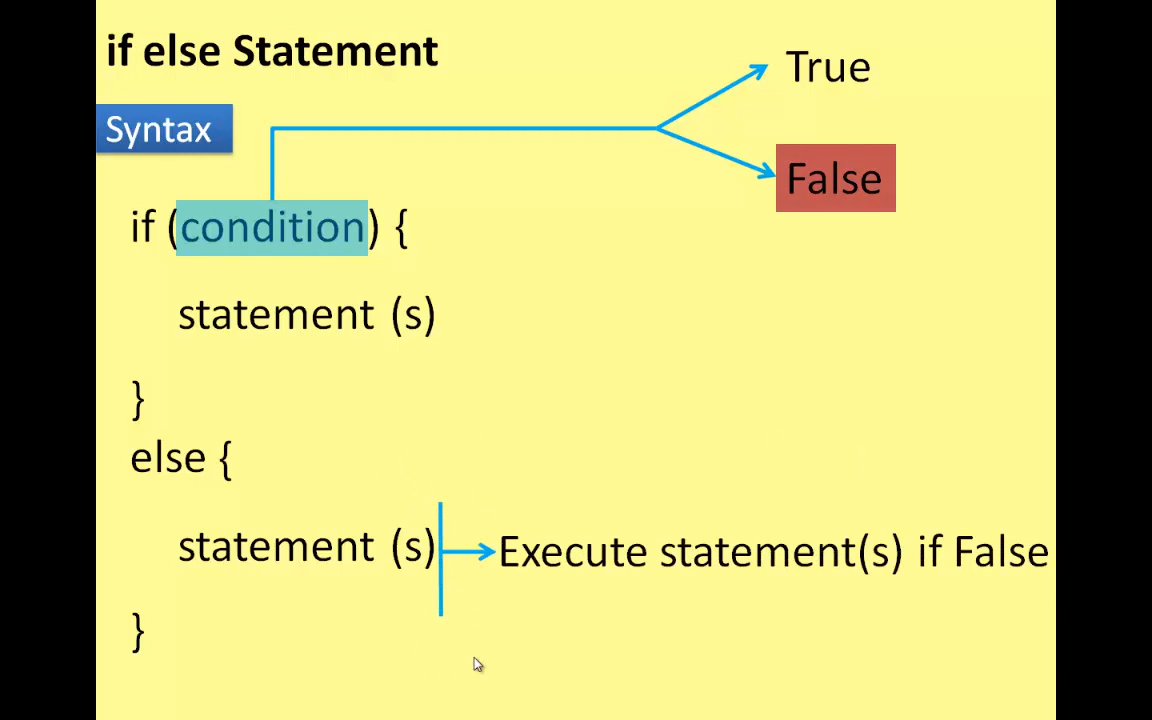 if else Statement
True
Syntax
False
if (condition) {
statement (s)
}
else {
statement (s)
Execute statement(s) if False
}